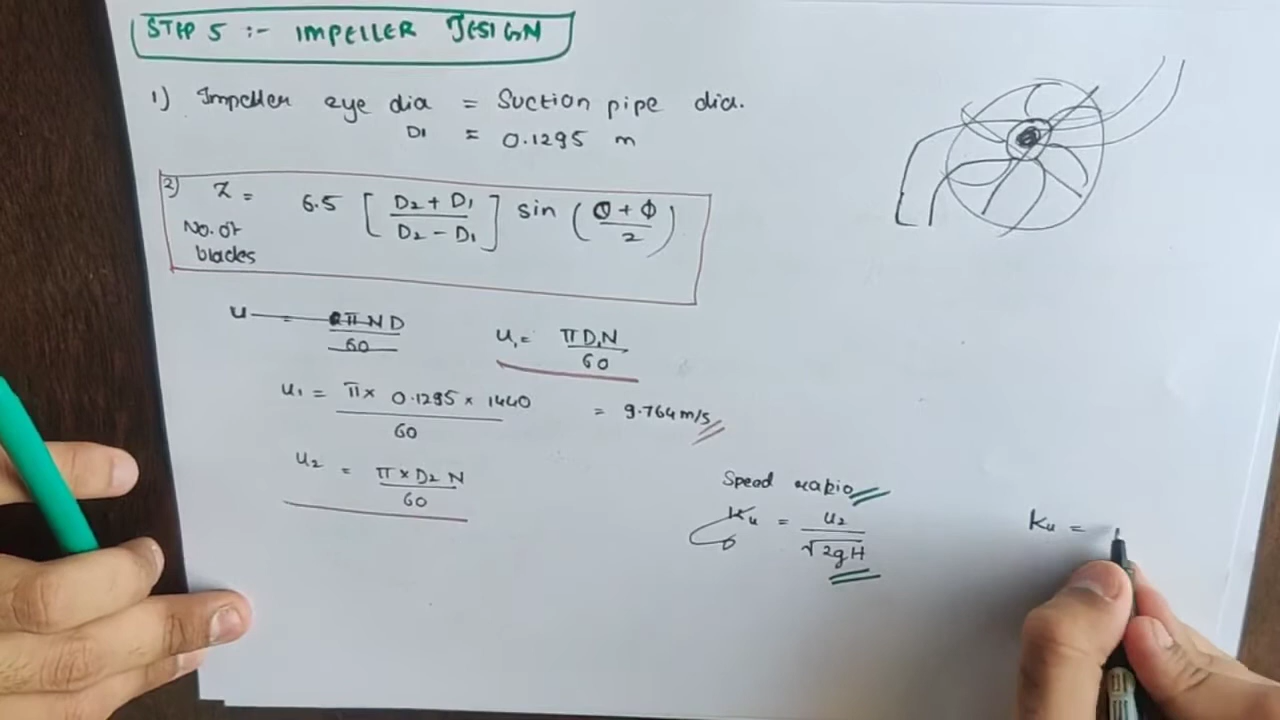 STEP 5 :- IMPELLER DESIGN
1) Impeller eye dia = Suction pipe dia.
D1 = 0.1295 m
2) Z = 6.5 [ D2 + D1 / D2 - D1 ] sin ( θ + φ / 2 )
No. of
blades
u = 2πND / 60
u1 = πD1N / 60
u1 = π × 0.1295 × 1440 / 60 = 9.764 m/s
u2 = π × D2 N / 60
Speed ratio
Ku = u2 / √2gH
Ku =